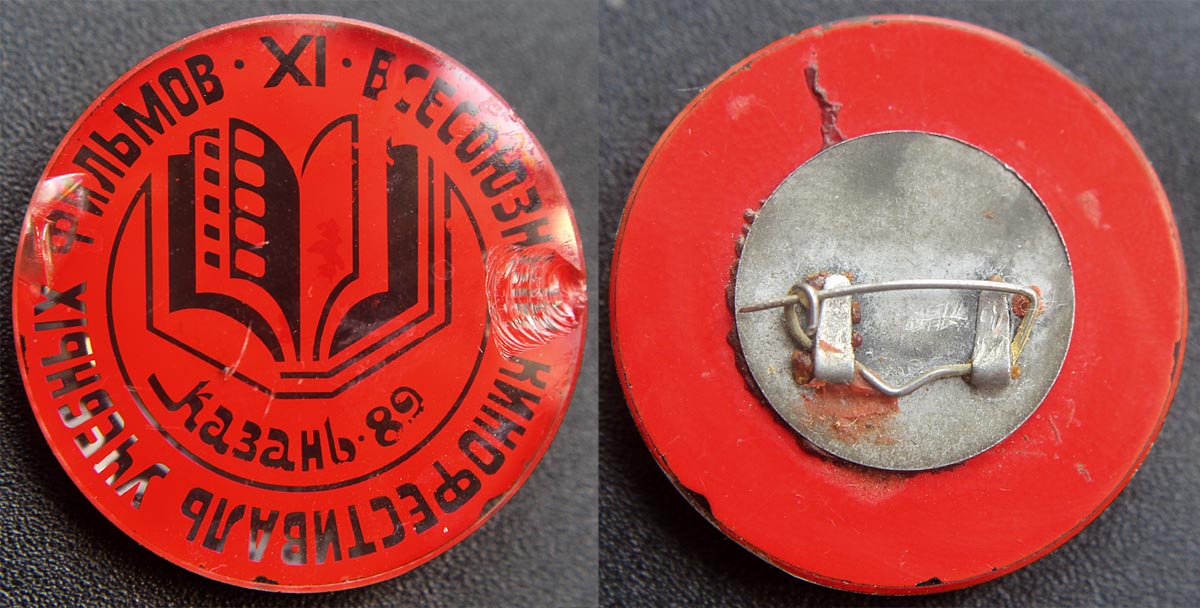 · XI · ВСЕСОЮЗНЫЙ КИНОФЕСТИВАЛЬ УЧЕБНЫХ ФИЛЬМОВ
Казань·89